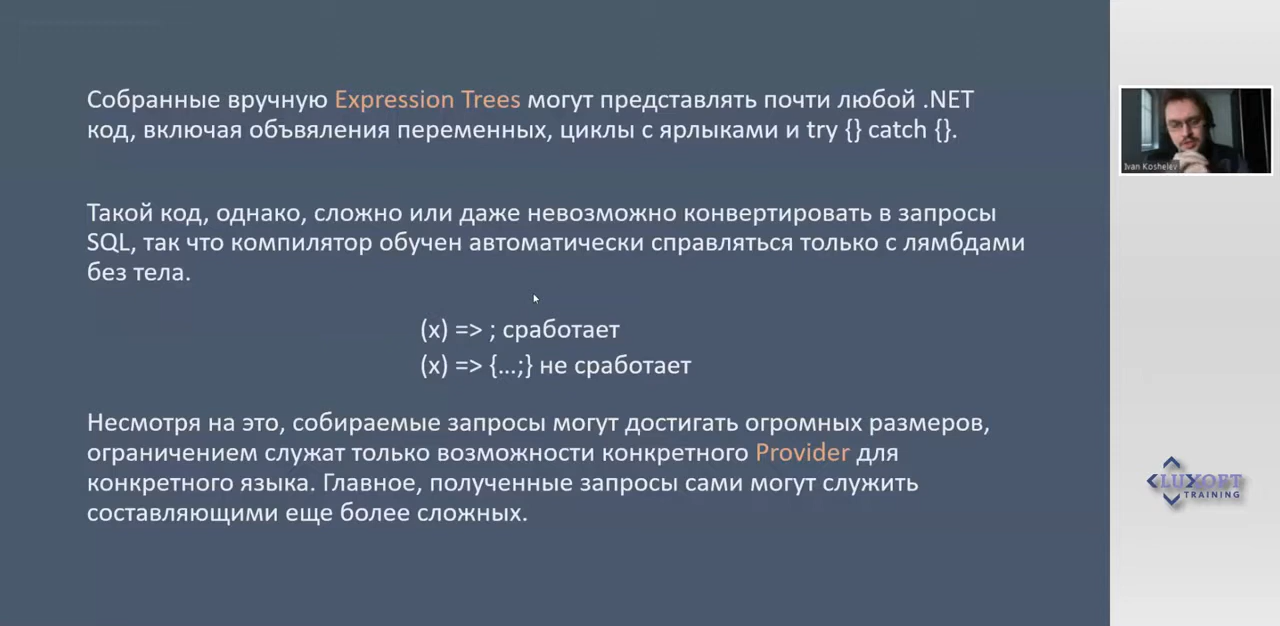 Собранные вручную Expression Trees могут представлять почти любой .NET
код, включая объвяления переменных, циклы с ярлыками и try {} catch {}.
Такой код, однако, сложно или даже невозможно конвертировать в запросы
SQL, так что компилятор обучен автоматически справляться только с лямбдами
без тела.
(x) => ; сработает
(x) => {...;} не сработает
Несмотря на это, собираемые запросы могут достигать огромных размеров,
ограничением служат только возможности конкретного Provider для
конкретного языка. Главное, полученные запросы сами могут служить
составляющими еще более сложных.
Ivan Koshelev
LUXOFT
TRAINING